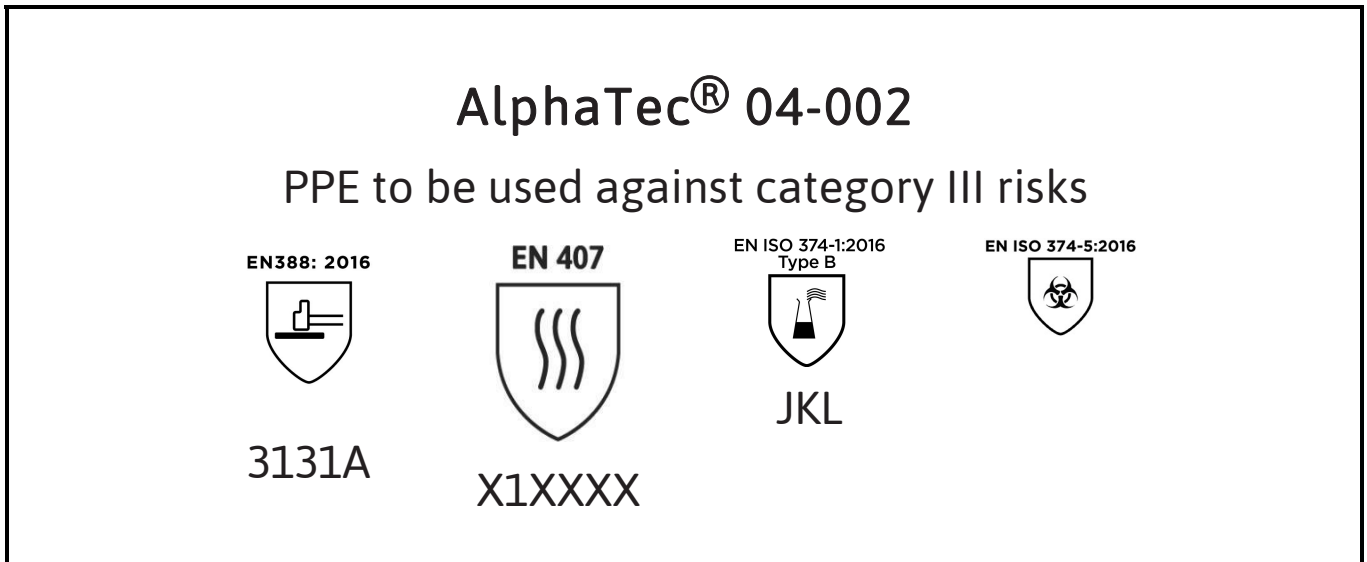 AlphaTec® 04-002
PPE to be used against category III risks
EN388: 2016
3131A
EN 407
X1XXXX
EN ISO 374-1:2016
Type B
JKL
EN ISO 374-5:2016